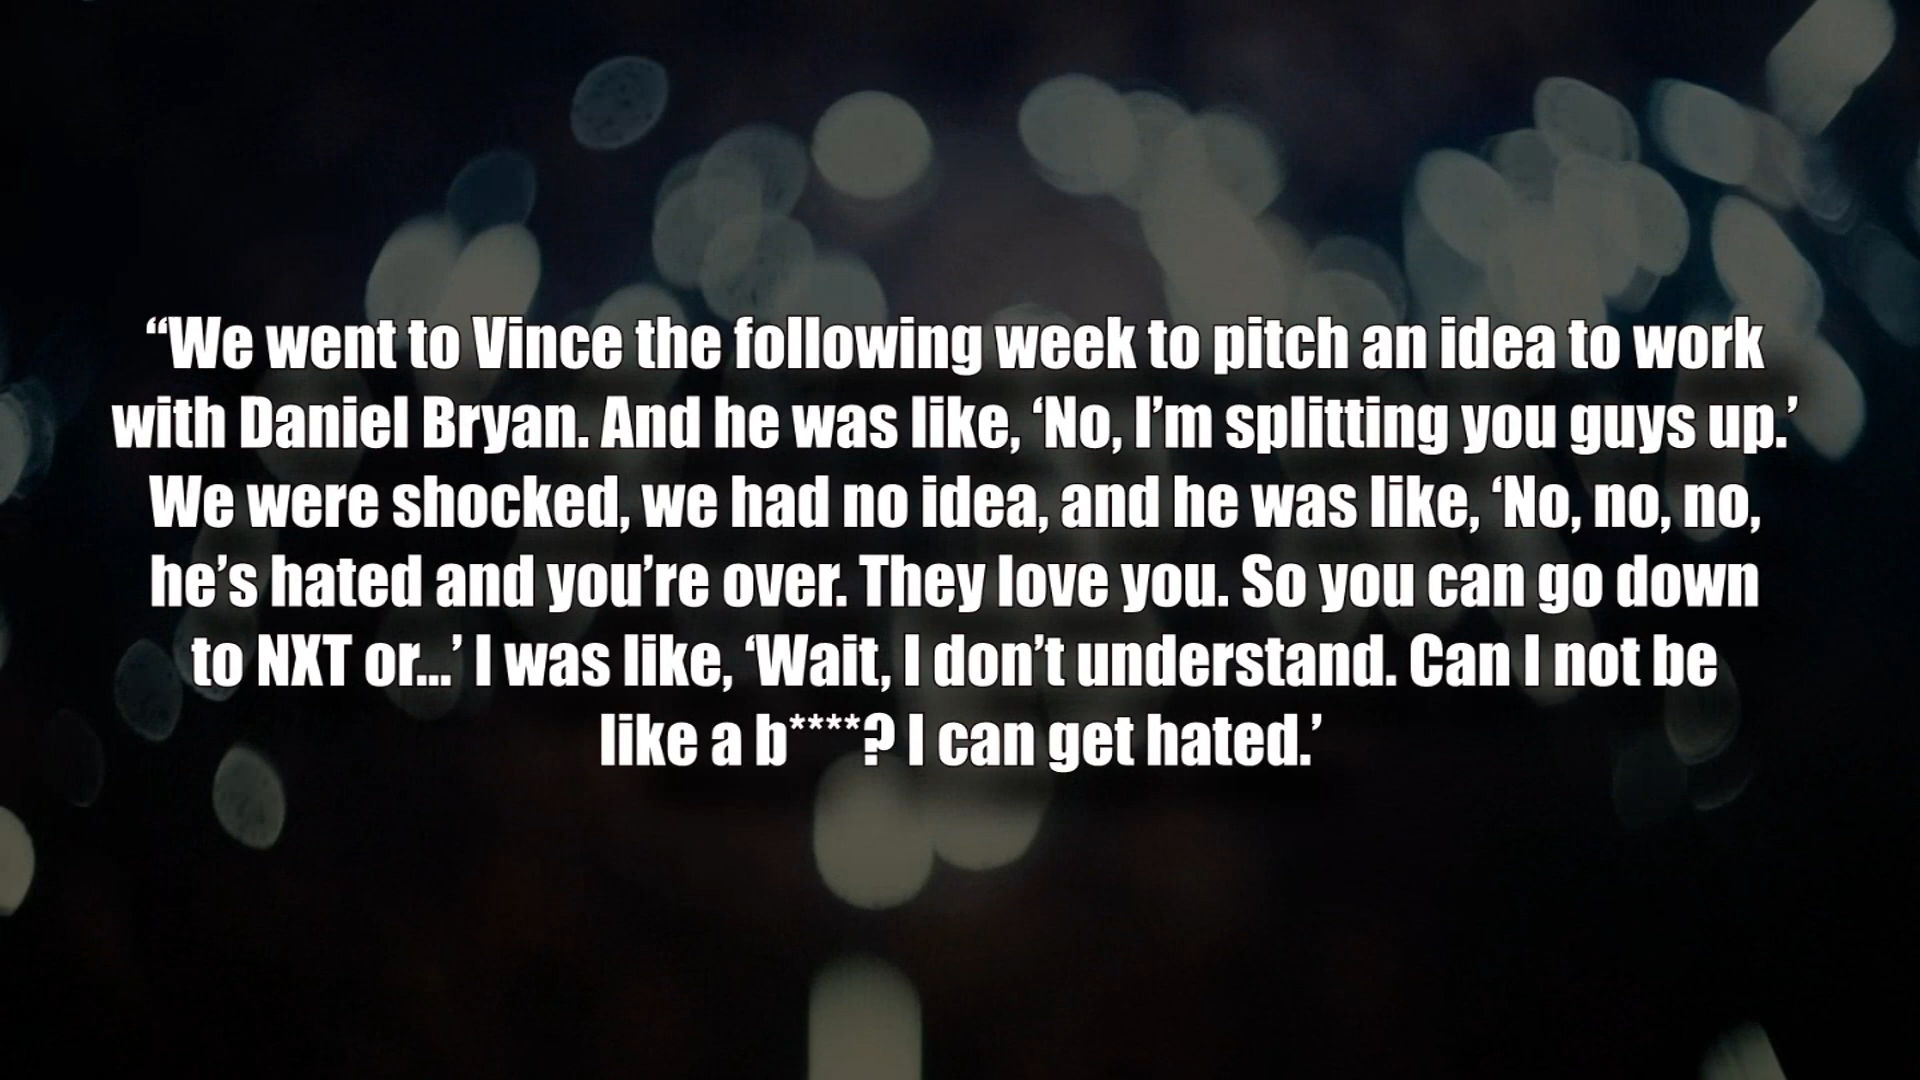 “We went to Vince the following week to pitch an idea to work
with Daniel Bryan. And he was like, ‘No, I’m splitting you guys up.’
We were shocked, we had no idea, and he was like, ‘No, no, no,
he’s hated and you’re over. They love you. So you can go down
to NXT or...’ I was like, ‘Wait, I don’t understand. Can I not be
like a b****? I can get hated.’